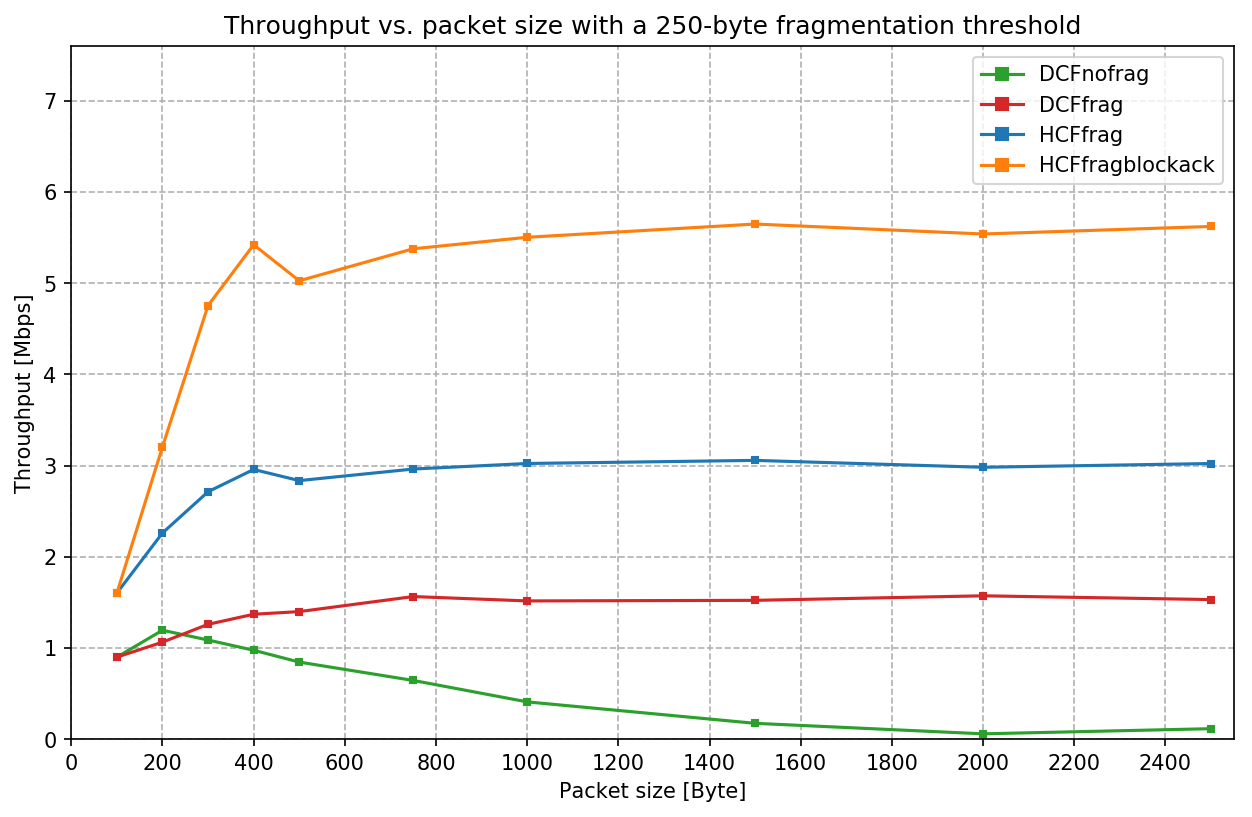 Throughput vs. packet size with a 250-byte fragmentation threshold
DCFnofrag
DCFfrag
HCFfrag
HCFfragblockack
Throughput [Mbps]
7
6
5
4
3
2
1
0
0 200 400 600 800 1000 1200 1400 1600 1800 2000 2200 2400
Packet size [Byte]